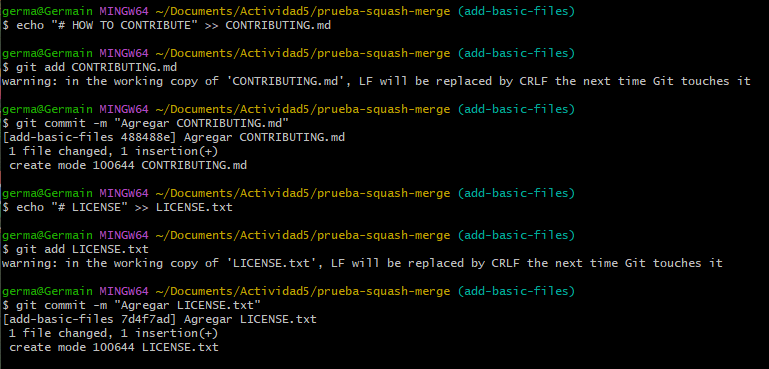 germa@Germain MINGW64 ~/Documents/Actividad5/prueba-squash-merge (add-basic-files)
$ echo "# HOW TO CONTRIBUTE" >> CONTRIBUTING.md
germa@Germain MINGW64 ~/Documents/Actividad5/prueba-squash-merge (add-basic-files)
$ git add CONTRIBUTING.md
warning: in the working copy of 'CONTRIBUTING.md', LF will be replaced by CRLF the next time Git touches it
germa@Germain MINGW64 ~/Documents/Actividad5/prueba-squash-merge (add-basic-files)
$ git commit -m "Agregar CONTRIBUTING.md"
[add-basic-files 488488e] Agregar CONTRIBUTING.md
 1 file changed, 1 insertion(+)
 create mode 100644 CONTRIBUTING.md
germa@Germain MINGW64 ~/Documents/Actividad5/prueba-squash-merge (add-basic-files)
$ echo "# LICENSE" >> LICENSE.txt
germa@Germain MINGW64 ~/Documents/Actividad5/prueba-squash-merge (add-basic-files)
$ git add LICENSE.txt
warning: in the working copy of 'LICENSE.txt', LF will be replaced by CRLF the next time Git touches it
germa@Germain MINGW64 ~/Documents/Actividad5/prueba-squash-merge (add-basic-files)
$ git commit -m "Agregar LICENSE.txt"
[add-basic-files 7d4f7ad] Agregar LICENSE.txt
 1 file changed, 1 insertion(+)
 create mode 100644 LICENSE.txt